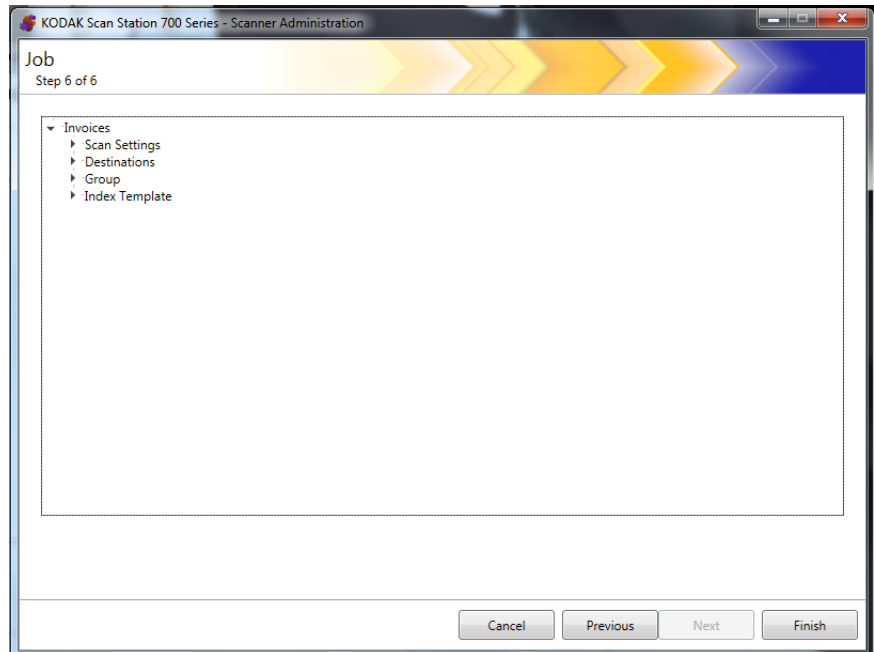 KODAK Scan Station 700 Series - Scanner Administration
Job
Step 6 of 6
Invoices
Scan Settings
Destinations
Group
Index Template
Cancel Previous Next Finish